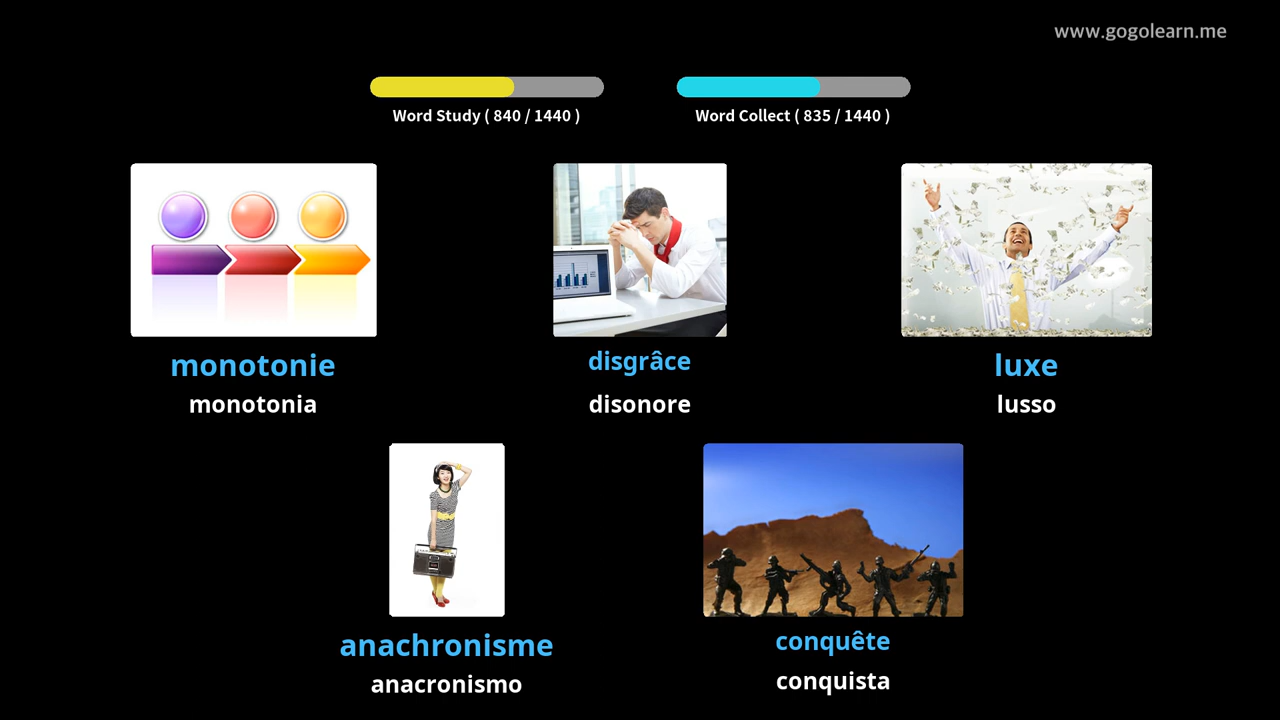 www.gogolearn.me
Word Study ( 840 / 1440 )
Word Collect ( 835 / 1440 )
monotonie
monotonia
disgrâce
disonore
luxe
lusso
anachronisme
anacronismo
conquête
conquista